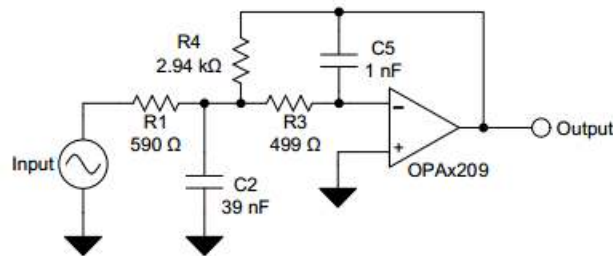 R4
2.94 kΩ
C5
1 nF
R1
590 Ω
R3
499 Ω
−
+
OPAx209
Output
Input
C2
39 nF